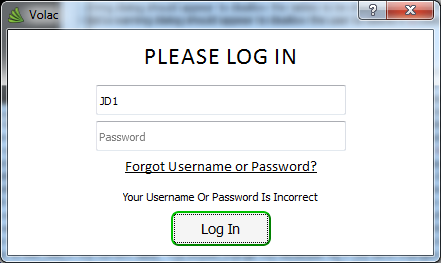 Volac
PLEASE LOG IN
JD1
Password
Forgot Username or Password?
Your Username Or Password Is Incorrect
Log In